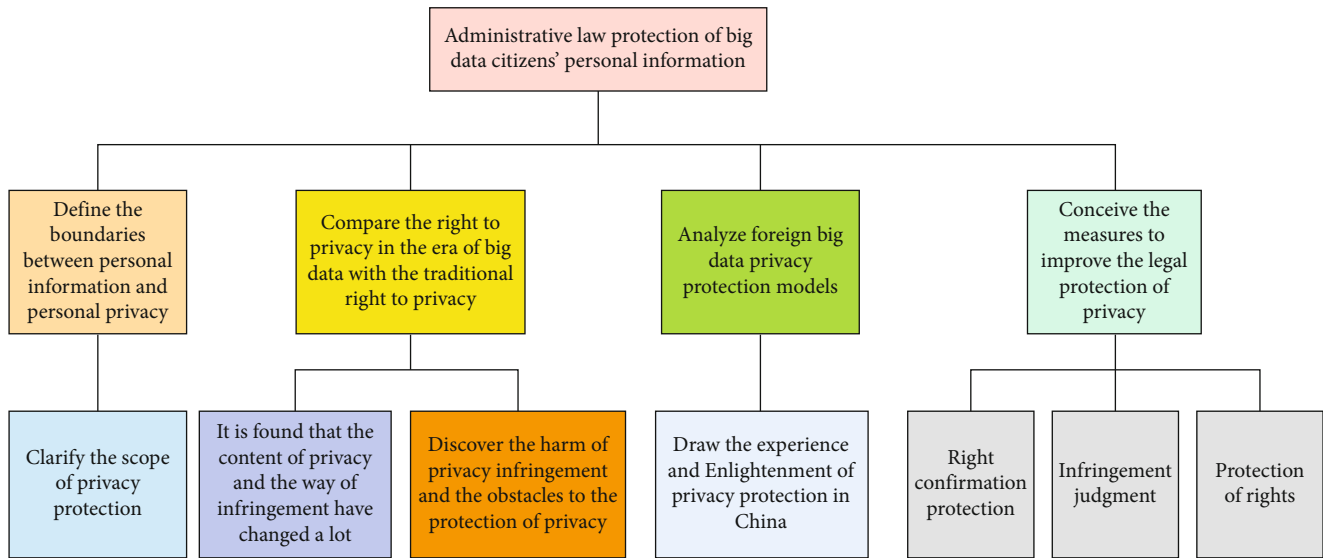 Administrative law protection of big
data citizens’ personal information
Define the
boundaries
between personal
information and
personal privacy
Compare the right to
privacy in the era of big
data with the traditional
right to privacy
Analyze foreign big
data privacy
protection models
Conceive the
measures to
improve the legal
protection of
privacy
Clarify the scope
of privacy
protection
It is found that the
content of privacy
and the way of
infringement have
changed a lot
Discover the harm of
privacy infringement
and the obstacles to the
protection of privacy
Draw the experience
and Enlightenment of
privacy protection in
China
Right
confirmation
protection
Infringement
judgment
Protection
of rights